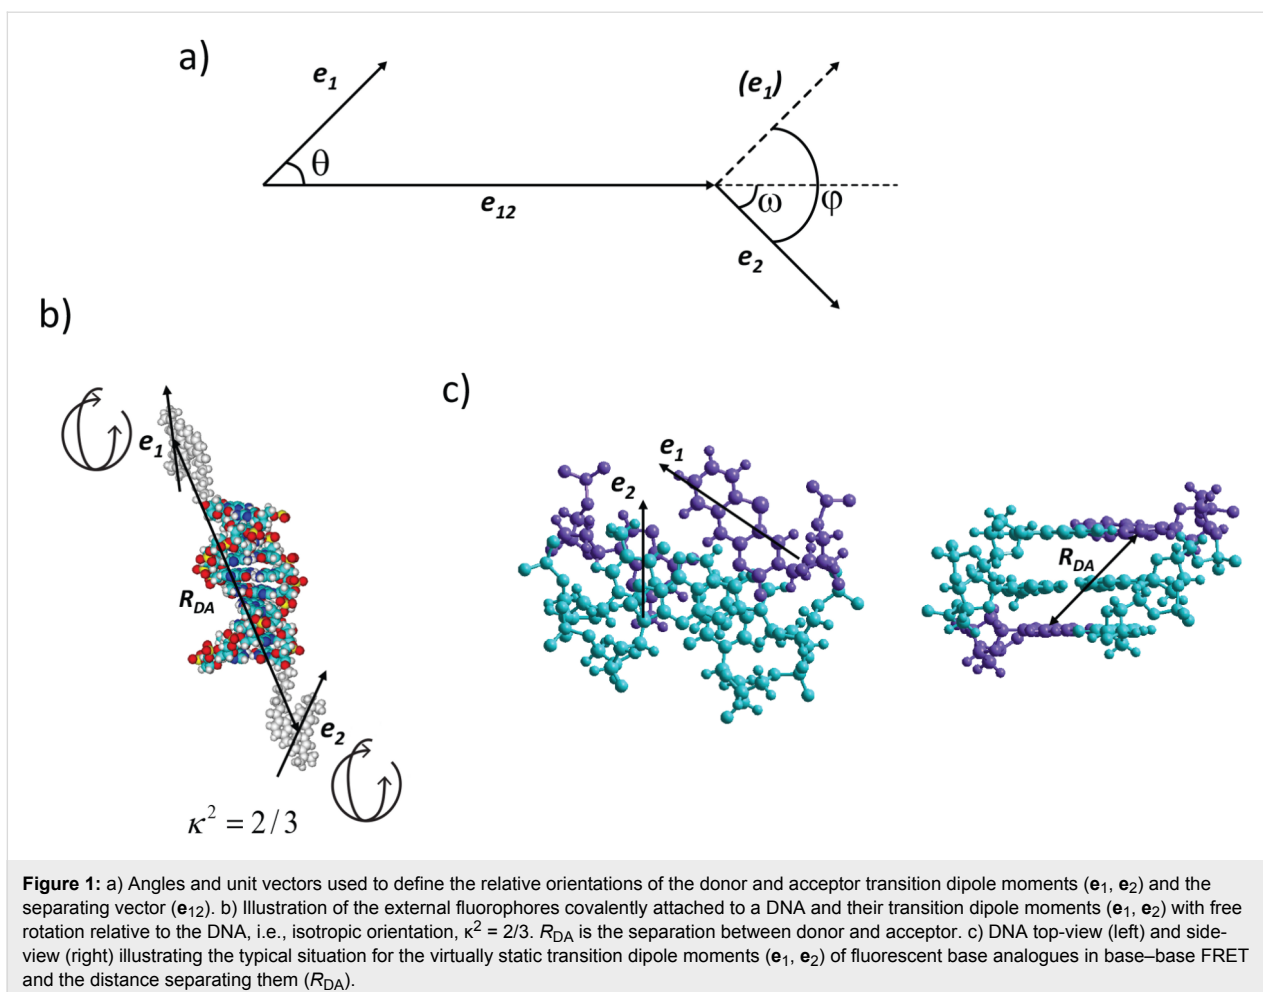 a)
e1
(e1)
θ
e12
ω
φ
e2
b)
c)
e1
RDA
e2
κ² = 2/3
e1
e2
RDA
Figure 1: a) Angles and unit vectors used to define the relative orientations of the donor and acceptor transition dipole moments (e1, e2) and the
separating vector (e12). b) Illustration of the external fluorophores covalently attached to a DNA and their transition dipole moments (e1, e2) with free
rotation relative to the DNA, i.e., isotropic orientation, κ² = 2/3. RDA is the separation between donor and acceptor. c) DNA top-view (left) and side-
view (right) illustrating the typical situation for the virtually static transition dipole moments (e1, e2) of fluorescent base analogues in base–base FRET
and the distance separating them (RDA).